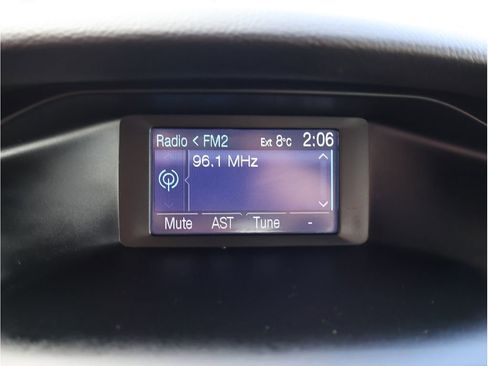 Radio < FM2 Ext 8°C 2:06
96.1 MHz
Mute AST Tune -